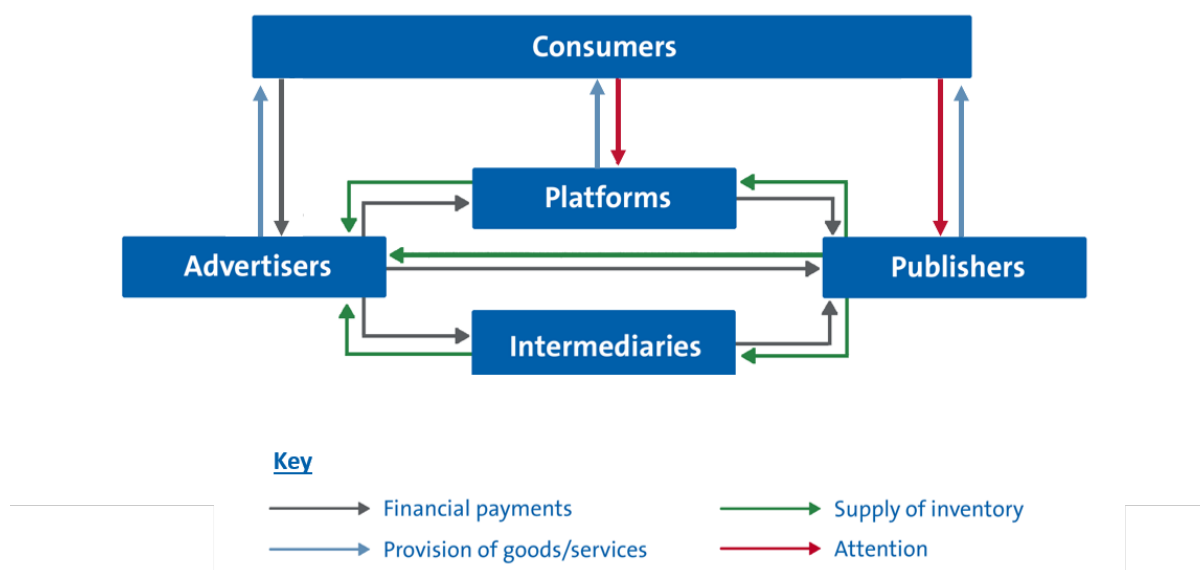 Consumers
Platforms
Advertisers
Publishers
Intermediaries
Key
Financial payments
Supply of inventory
Provision of goods/services
Attention